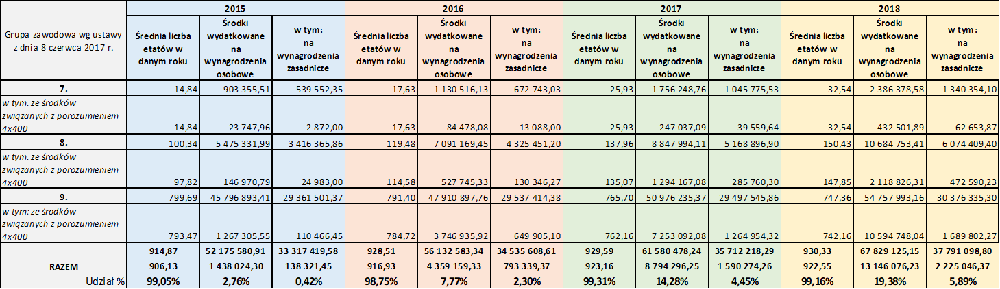 Grupa zawodowa wg ustawy z dnia 8 czerwca 2017 r. 2015 2016 2017 2018
Średnia liczba etatów w danym roku Środki wydatkowane na wynagrodzenia osobowe w tym: na wynagrodzenia zasadnicze Średnia liczba etatów w danym roku Środki wydatkowane na wynagrodzenia osobowe w tym: na wynagrodzenia zasadnicze Średnia liczba etatów w danym roku Środki wydatkowane na wynagrodzenia osobowe w tym: na wynagrodzenia zasadnicze Średnia liczba etatów w danym roku Środki wydatkowane na wynagrodzenia osobowe w tym: na wynagrodzenia zasadnicze
7. 14,84 903 355,51 539 552,35 17,63 1 130 516,13 672 743,03 25,93 1 756 248,76 1 045 775,53 32,54 2 386 378,58 1 340 354,10
w tym: ze środków
związanych z porozumieniem
4x400 14,84 23 747,96 2 872,00 17,63 84 478,08 13 088,00 25,93 247 037,09 39 559,64 32,54 432 501,89 62 653,87
8. 100,34 5 475 331,99 3 416 365,86 119,48 7 091 169,45 4 325 451,20 137,96 8 847 994,11 5 168 896,90 150,43 10 684 753,41 6 074 409,40
w tym: ze środków
związanych z porozumieniem
4x400 97,82 146 970,79 24 983,00 114,58 527 745,33 130 346,27 135,07 1 294 167,08 285 760,30 147,85 2 118 826,31 472 590,23
9. 799,69 45 796 893,41 29 361 501,37 791,40 47 910 897,76 29 537 414,38 765,70 50 976 235,37 29 497 545,86 747,36 54 757 993,16 30 376 335,30
w tym: ze środków
związanych z porozumieniem
4x400 793,47 1 267 305,55 110 466,45 784,72 3 746 935,92 649 905,10 762,16 7 253 092,08 1 264 954,32 742,16 10 594 748,04 1 689 802,27
914,87 52 175 580,91 33 317 419,58 928,51 56 132 583,34 34 535 608,61 929,59 61 580 478,24 35 712 218,29 930,33 67 829 125,15 37 791 098,80
RAZEM 906,13 1 438 024,30 138 321,45 916,93 4 359 159,33 793 339,37 923,16 8 794 296,25 1 590 274,26 922,55 13 146 076,23 2 225 046,37
Udział % 99,05% 2,76% 0,42% 98,75% 7,77% 2,30% 99,31% 14,28% 4,45% 99,16% 19,38% 5,89%